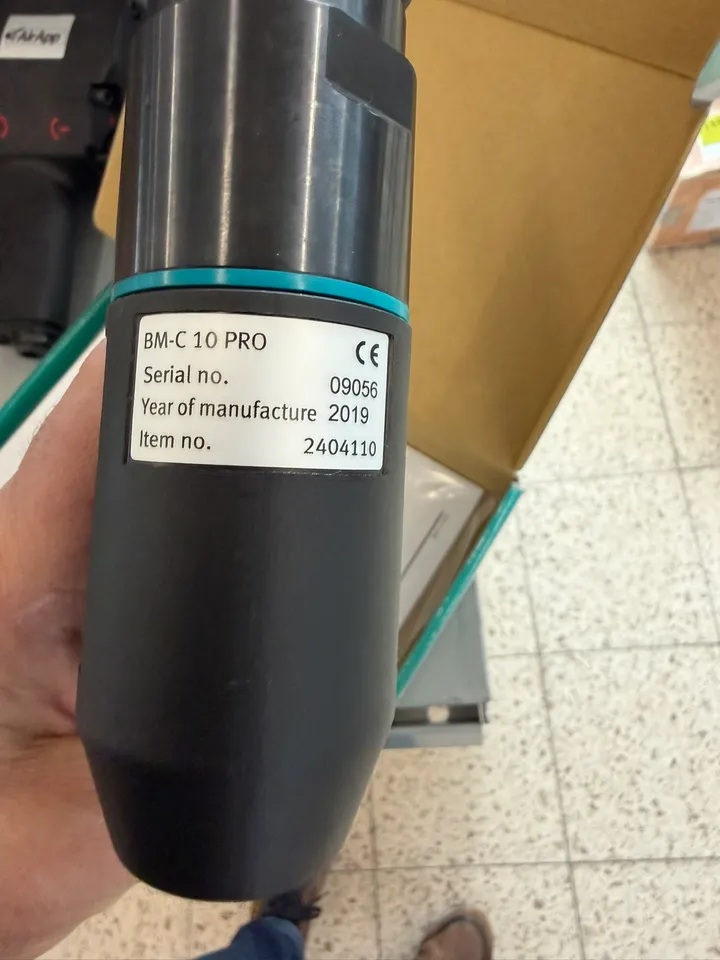 AirApp
BM-C 10 PRO CE
Serial no. 09056
Year of manufacture 2019
Item no. 2404110